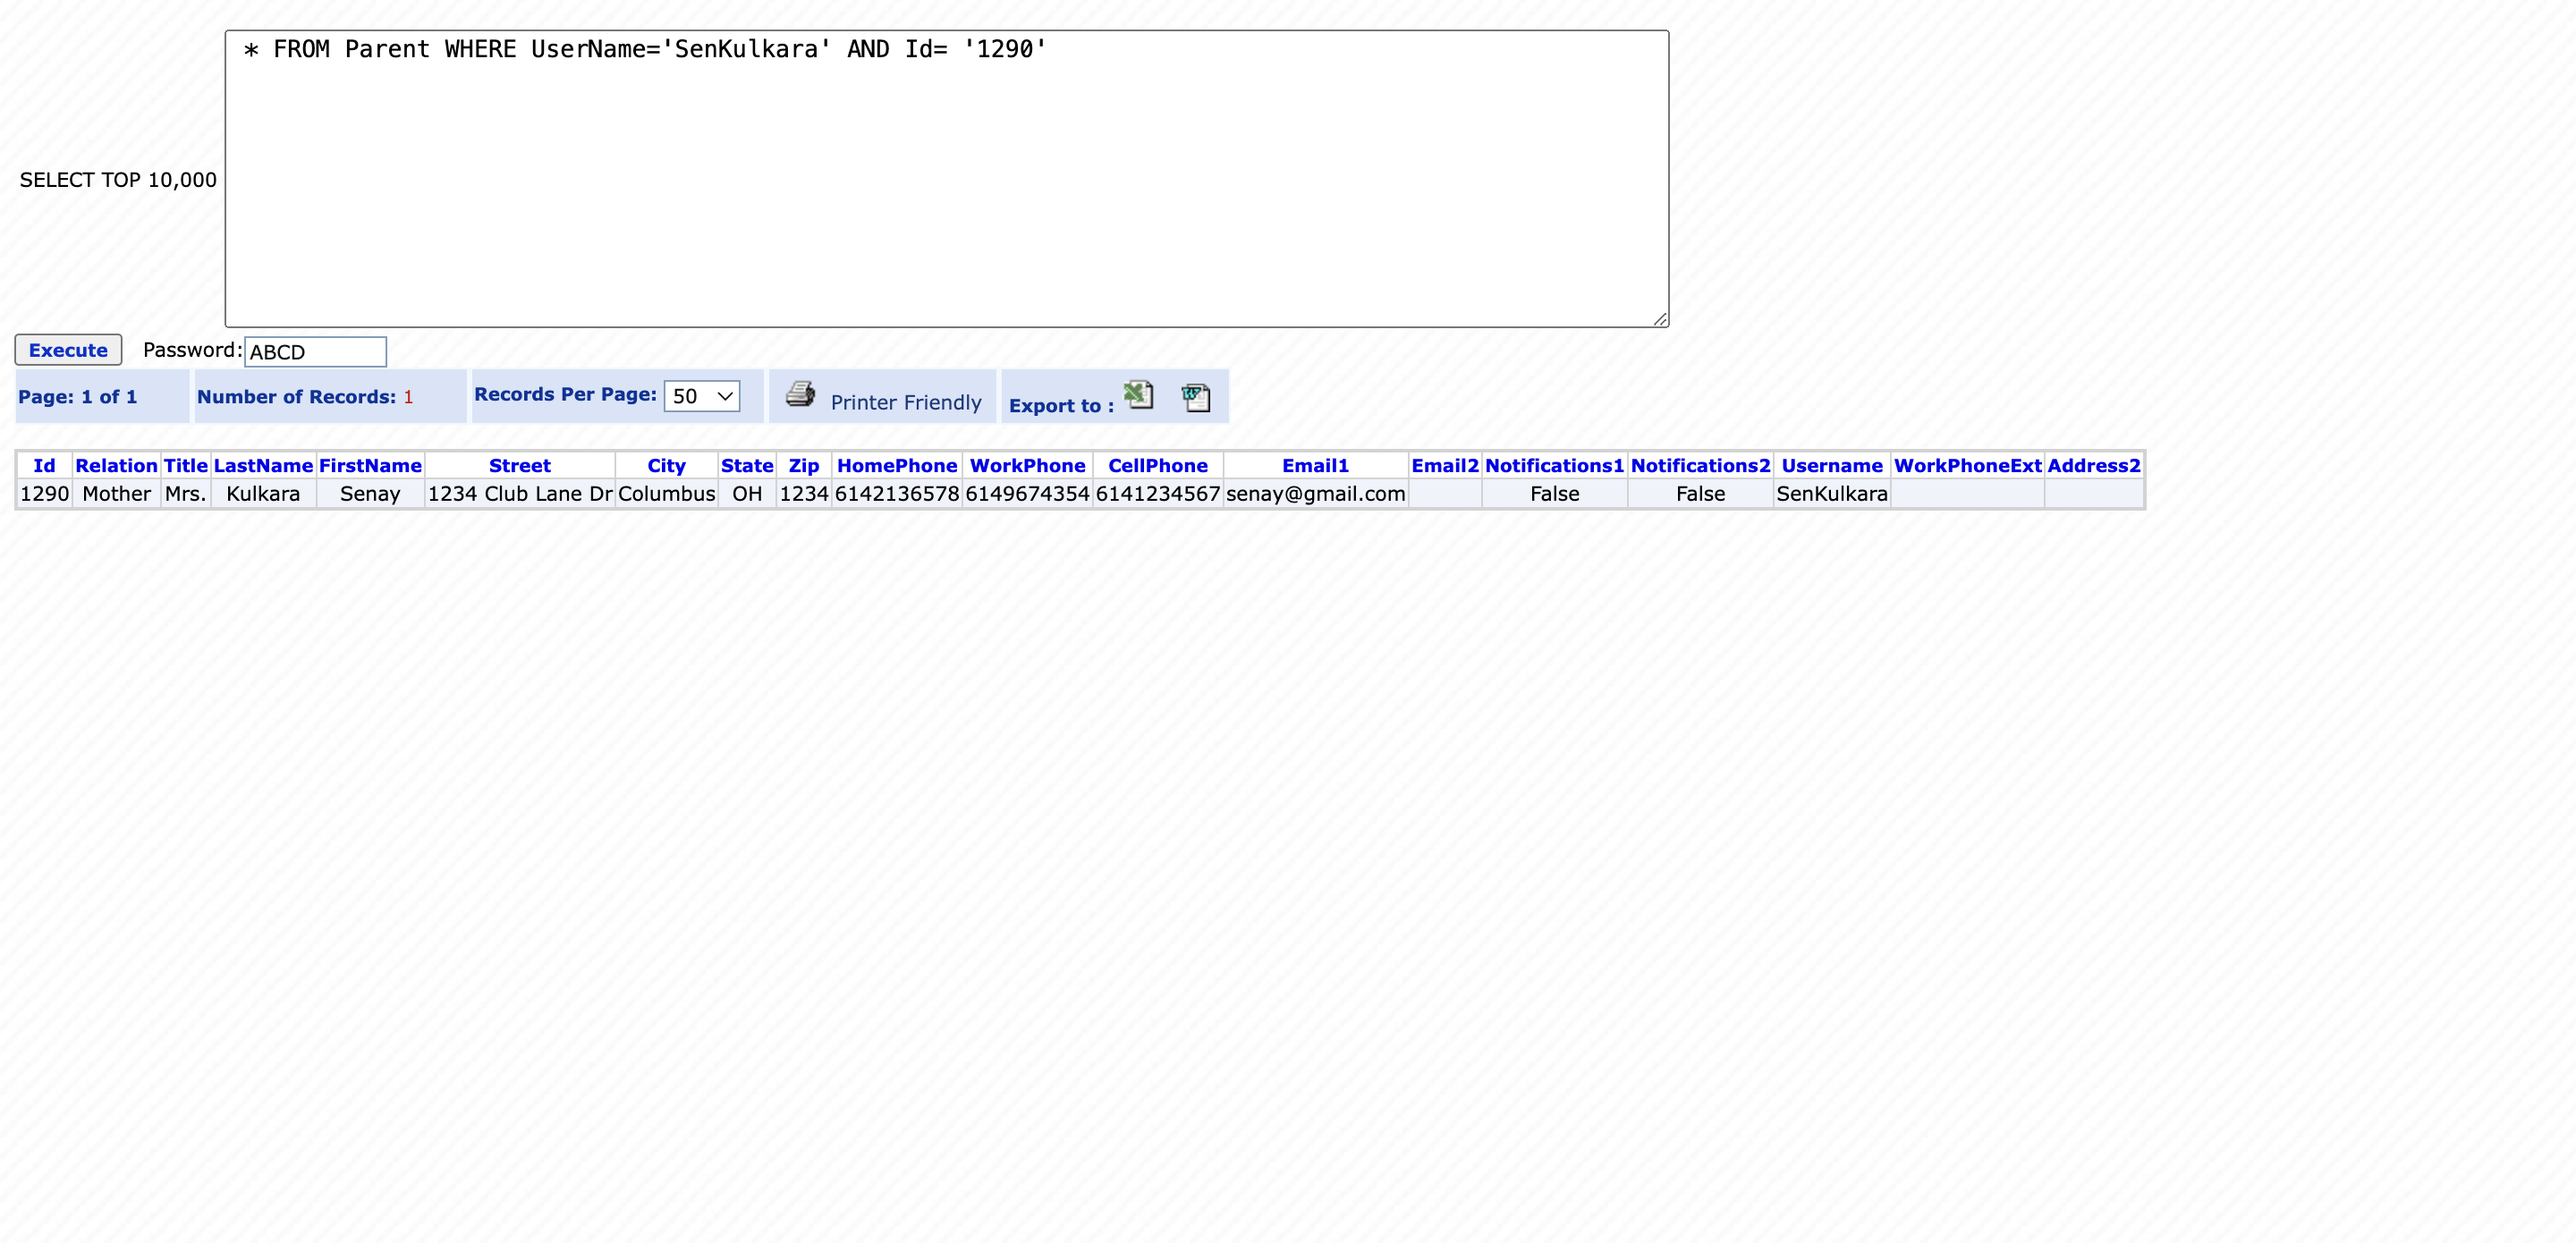 * FROM Parent WHERE UserName='SenKulkara' AND Id= '1290'
SELECT TOP 10,000
Execute Password: ABCD
Page: 1 of 1 Number of Records: 1 Records Per Page: 50 Printer Friendly Export to :
Id Relation Title LastName FirstName Street City State Zip HomePhone WorkPhone CellPhone Email1 Email2 Notifications1 Notifications2 Username WorkPhoneExt Address2
1290 Mother Mrs. Kulkara Senay 1234 Club Lane Dr Columbus OH 1234 6142136578 6149674354 6141234567 senay@gmail.com False False SenKulkara